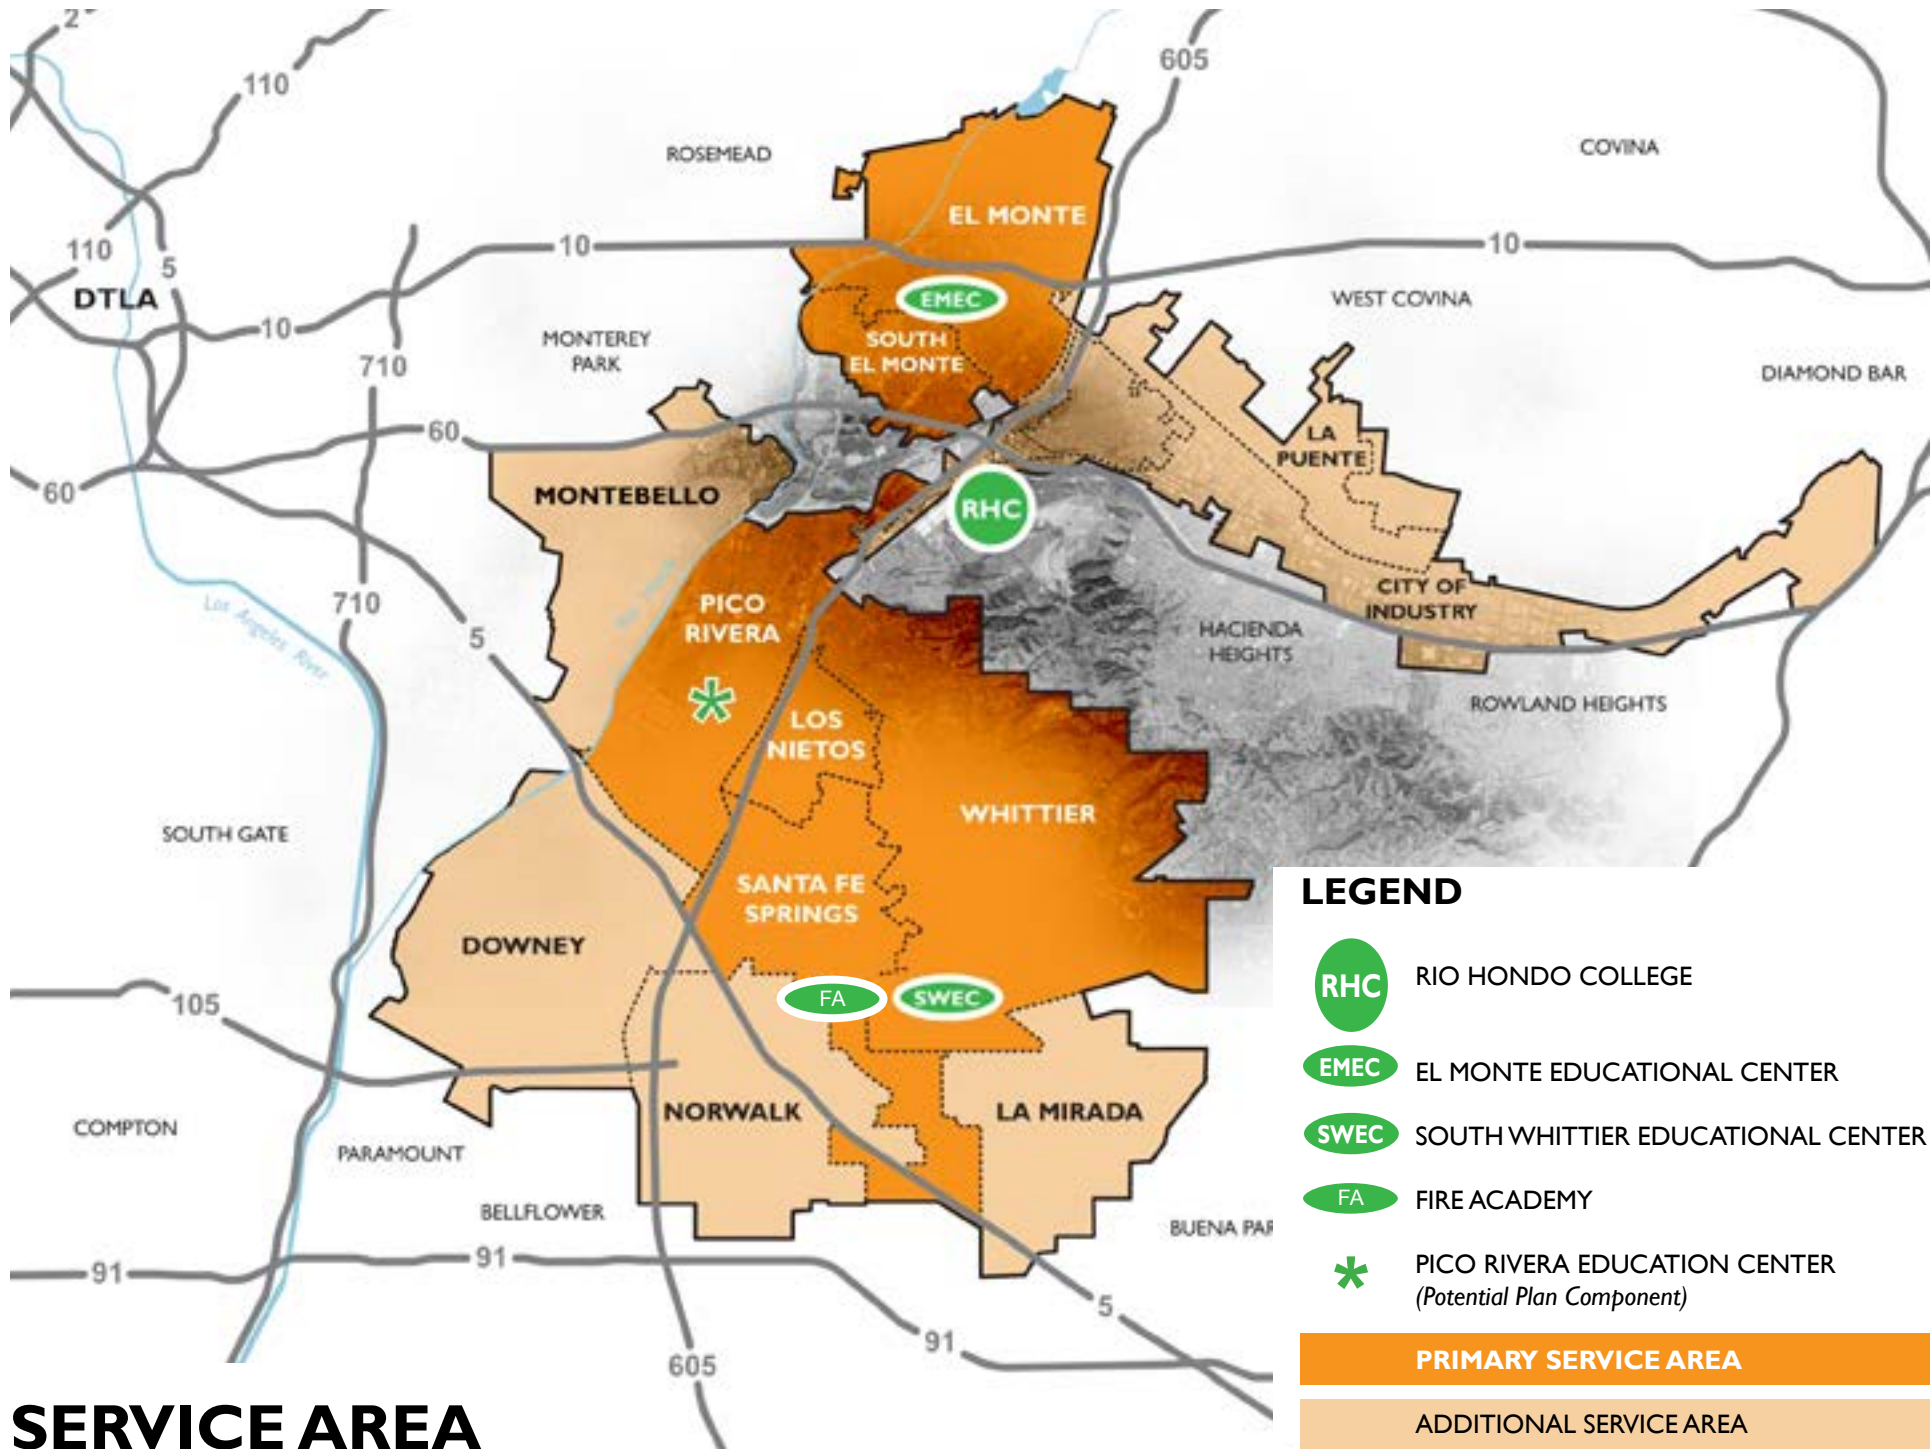 2
110
605
ROSEMEAD
COVINA
EL MONTE
110
5
10
10
DTLA
EMEC
WEST COVINA
10
MONTEREY
PARK
SOUTH
EL MONTE
710
DIAMOND BAR
60
LA
PUENTE
60
MONTEBELLO
RHC
CITY OF
INDUSTRY
710
PICO
RIVERA
Los Angeles River
5
HACIENDA
HEIGHTS
ROWLAND HEIGHTS
*
LOS
NIETOS
WHITTIER
SOUTH GATE
SANTA FE
SPRINGS
DOWNEY
105
FA
SWEC
NORWALK
LA MIRADA
COMPTON
PARAMOUNT
BELLFLOWER
BUENA PAR
91
91
5
91
605
SERVICE AREA
LEGEND
RHC RIO HONDO COLLEGE
EMEC EL MONTE EDUCATIONAL CENTER
SWEC SOUTH WHITTIER EDUCATIONAL CENTER
FA FIRE ACADEMY
* PICO RIVERA EDUCATION CENTER
(Potential Plan Component)
PRIMARY SERVICE AREA
ADDITIONAL SERVICE AREA